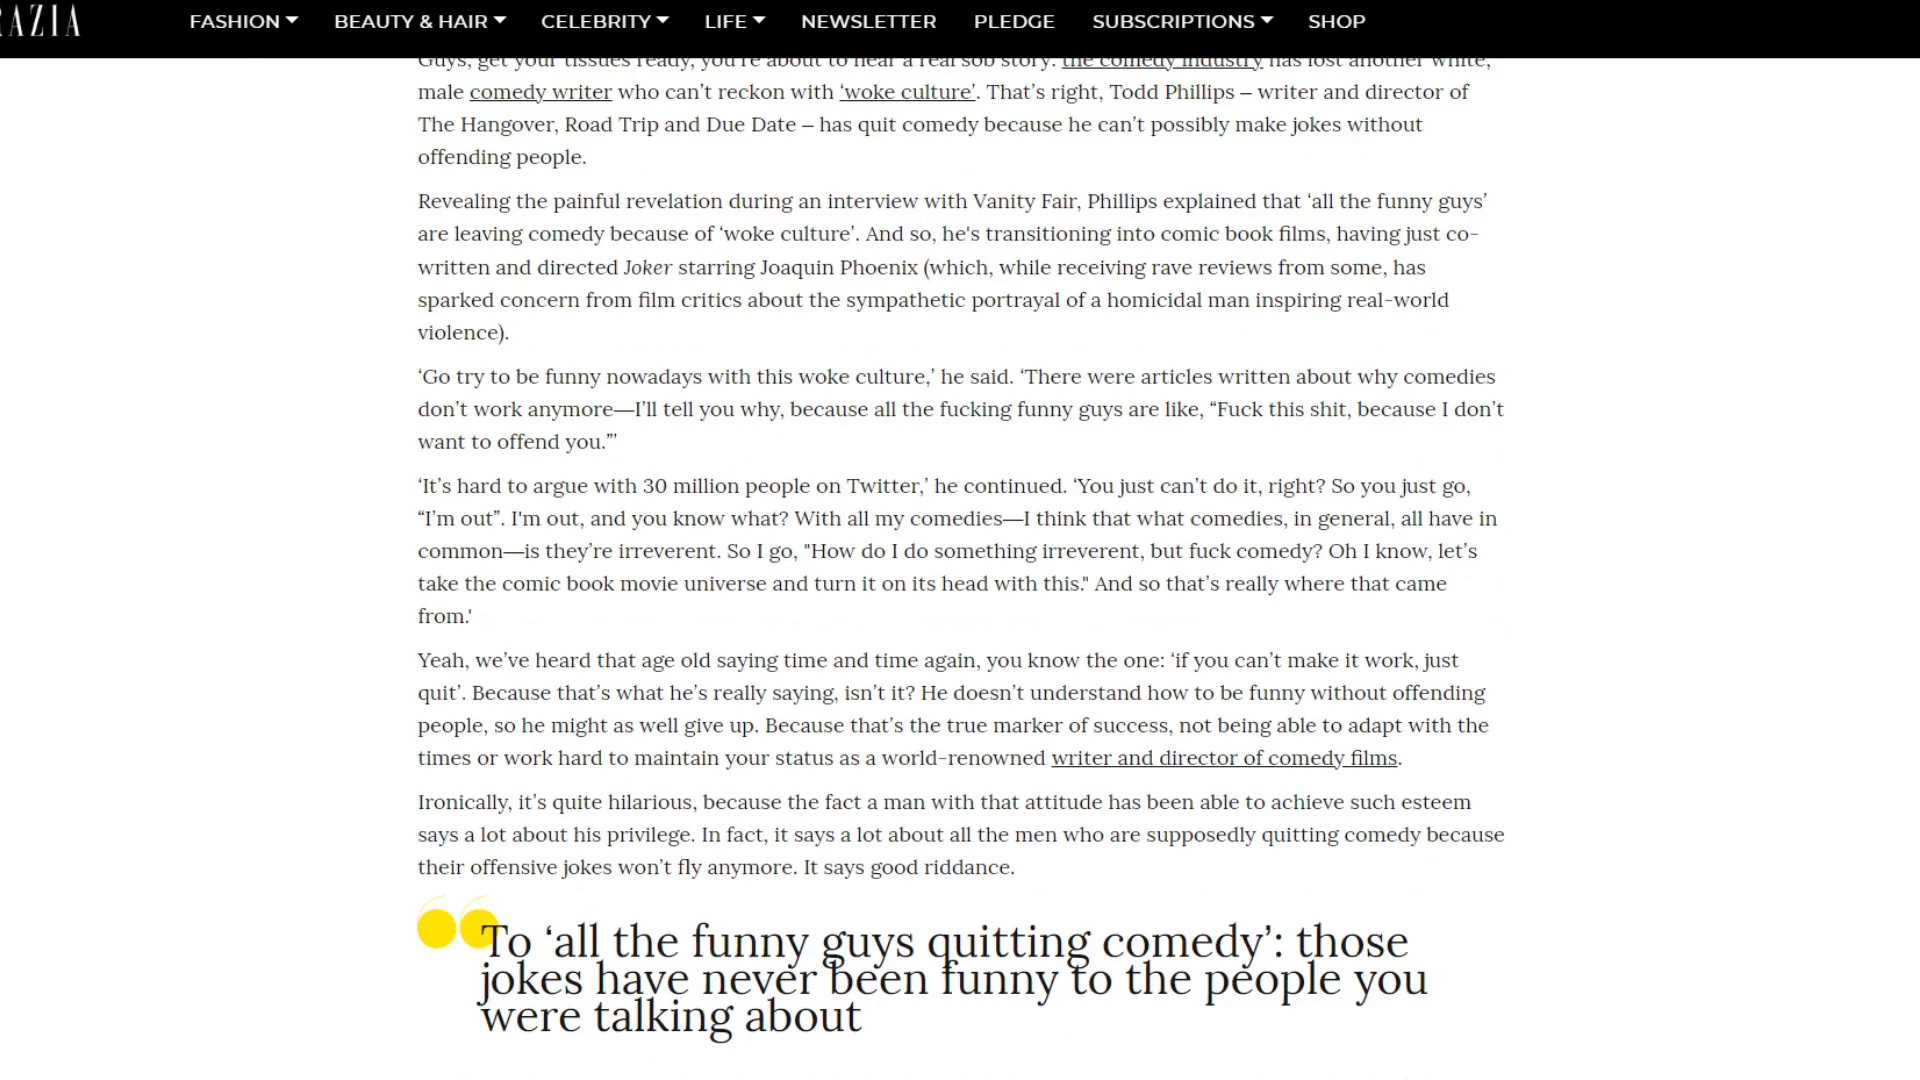 RAZIA
FASHION BEAUTY & HAIR CELEBRITY LIFE NEWSLETTER PLEDGE SUBSCRIPTIONS SHOP
Guys, get your tissues ready, you're about to hear a real sob story: the comedy industry has lost another white,
male comedy writer who can’t reckon with ‘woke culture’. That’s right, Todd Phillips – writer and director of
The Hangover, Road Trip and Due Date – has quit comedy because he can’t possibly make jokes without
offending people.
Revealing the painful revelation during an interview with Vanity Fair, Phillips explained that ‘all the funny guys’
are leaving comedy because of ‘woke culture’. And so, he's transitioning into comic book films, having just co-
written and directed Joker starring Joaquin Phoenix (which, while receiving rave reviews from some, has
sparked concern from film critics about the sympathetic portrayal of a homicidal man inspiring real-world
violence).
‘Go try to be funny nowadays with this woke culture,’ he said. ‘There were articles written about why comedies
don’t work anymore—I’ll tell you why, because all the fucking funny guys are like, “Fuck this shit, because I don’t
want to offend you.”’
‘It’s hard to argue with 30 million people on Twitter,’ he continued. ‘You just can’t do it, right? So you just go,
“I’m out”. I'm out, and you know what? With all my comedies—I think that what comedies, in general, all have in
common—is they’re irreverent. So I go, "How do I do something irreverent, but fuck comedy? Oh I know, let’s
take the comic book movie universe and turn it on its head with this." And so that’s really where that came
from.'
Yeah, we’ve heard that age old saying time and time again, you know the one: ‘if you can’t make it work, just
quit’. Because that’s what he’s really saying, isn’t it? He doesn’t understand how to be funny without offending
people, so he might as well give up. Because that’s the true marker of success, not being able to adapt with the
times or work hard to maintain your status as a world-renowned writer and director of comedy films.
Ironically, it’s quite hilarious, because the fact a man with that attitude has been able to achieve such esteem
says a lot about his privilege. In fact, it says a lot about all the men who are supposedly quitting comedy because
their offensive jokes won’t fly anymore. It says good riddance.
To ‘all the funny guys quitting comedy’: those
jokes have never been funny to the people you
were talking about